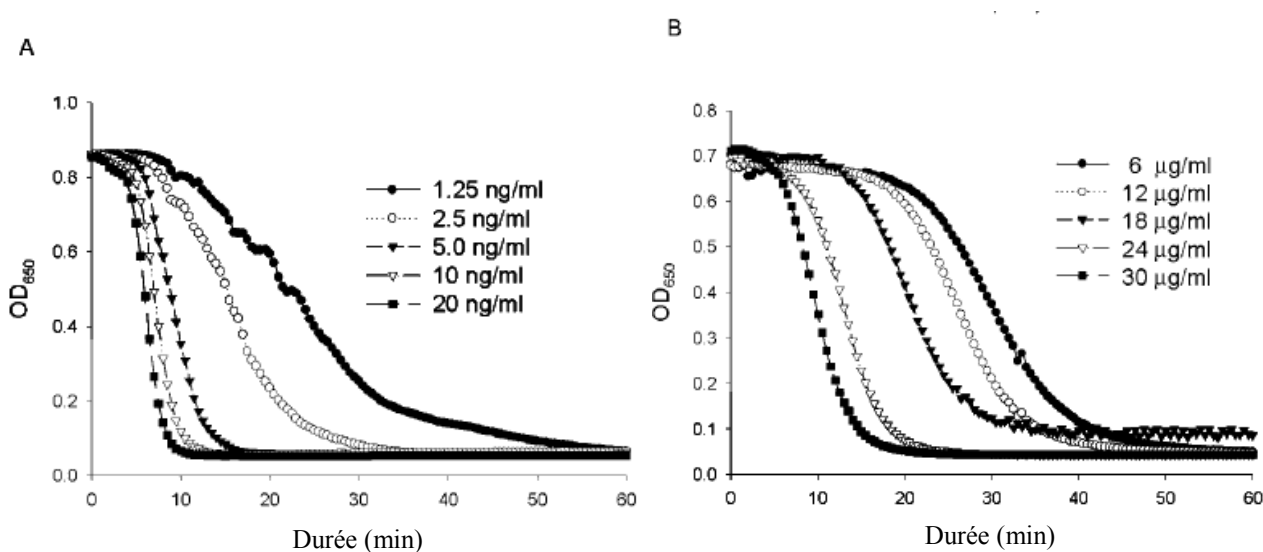 A
OD650
1.0
0.8
0.6
0.4
0.2
0.0
1.25 ng/ml
2.5 ng/ml
5.0 ng/ml
10 ng/ml
20 ng/ml
0 10 20 30 40 50 60
Durée (min)
B
OD650
0.8
0.7
0.6
0.5
0.4
0.3
0.2
0.1
0.0
6 µg/ml
12 µg/ml
18 µg/ml
24 µg/ml
30 µg/ml
0 10 20 30 40 50 60
Durée (min)